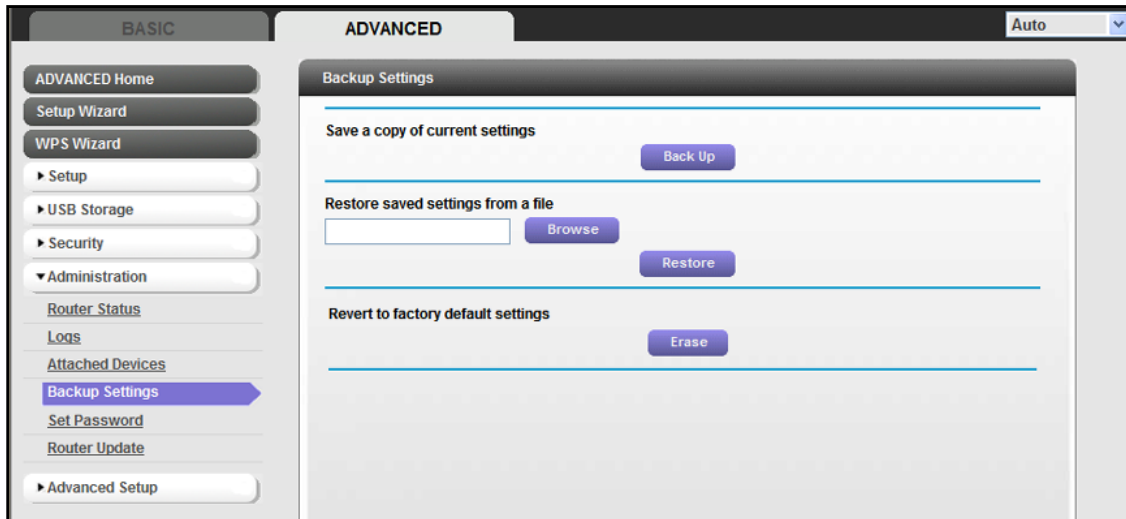 BASIC
ADVANCED
Auto
ADVANCED Home
Setup Wizard
WPS Wizard
Setup
USB Storage
Security
Administration
Router Status
Logs
Attached Devices
Backup Settings
Set Password
Router Update
Advanced Setup
Backup Settings
Save a copy of current settings
Back Up
Restore saved settings from a file
Browse
Restore
Revert to factory default settings
Erase